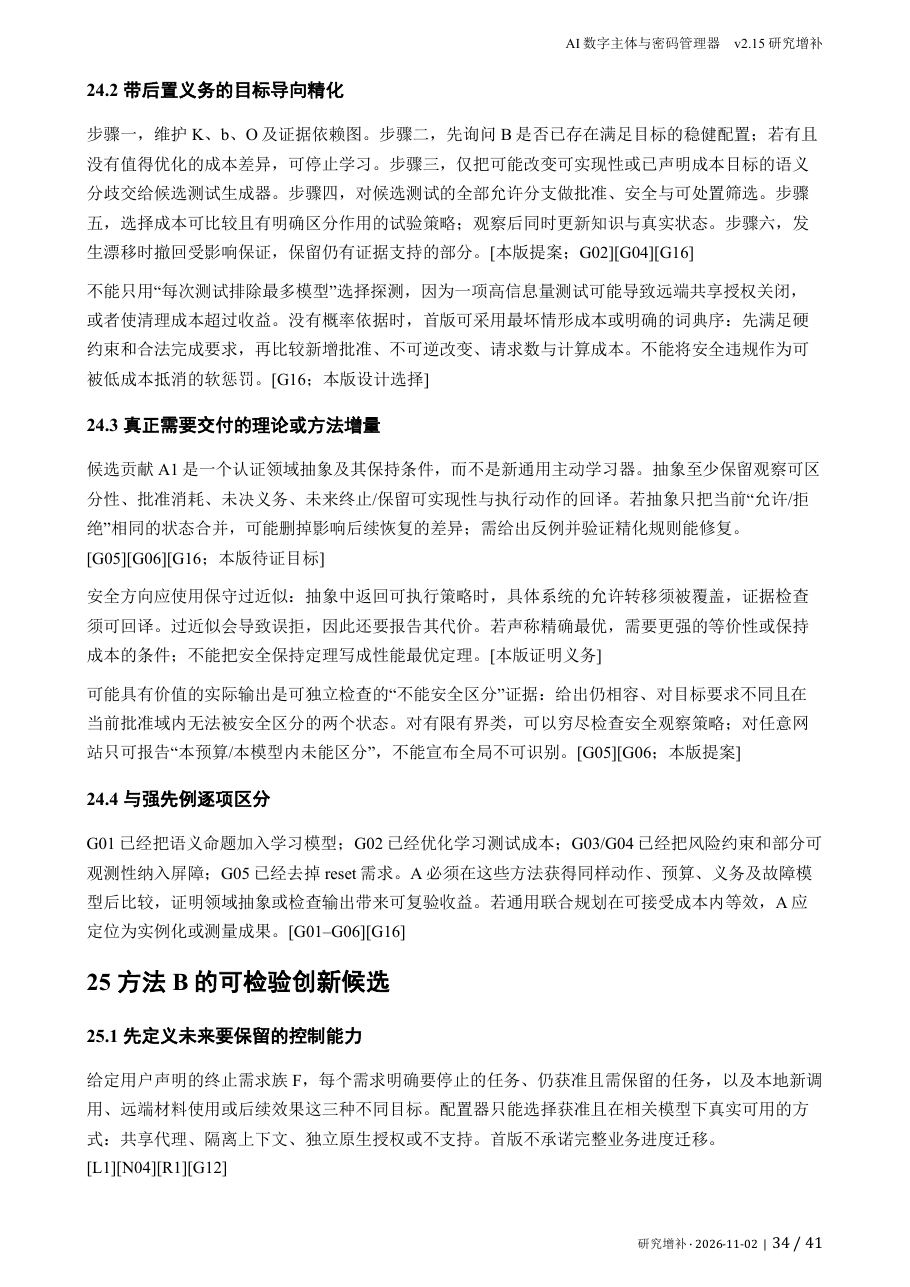 AI 数字主体与密码管理器 v2.15 研究增补
24.2 带后置义务的目标导向精化
步骤一，维护 K、b、O 及证据依赖图。步骤二，先询问 B 是否已存在满足目标的稳健配置；若有且
没有值得优化的成本差异，可停止学习。步骤三，仅把可能改变可实现性或已声明成本目标的语义
分歧交给候选测试生成器。步骤四，对候选测试的全部允许分支做批准、安全与可处置筛选。步骤
五，选择成本可比较且有明确区分作用的试验策略；观察后同时更新知识与真实状态。步骤六，发
生漂移时撤回受影响保证，保留仍有证据支持的部分。[本版提案；G02][G04][G16]
不能只用“每次测试排除最多模型”选择探测，因为一项高信息量测试可能导致远端共享授权关闭，
或者使清理成本超过收益。没有概率依据时，首版可采用最坏情形成本或明确的词典序：先满足硬
约束和合法完成要求，再比较新增批准、不可逆改变、请求数与计算成本。不能将安全违规作为可
被低成本抵消的软惩罚。[G16；本版设计选择]
24.3 真正需要交付的理论或方法增量
候选贡献 A1 是一个认证领域抽象及其保持条件，而不是新通用主动学习器。抽象至少保留观察可区
分性、批准消耗、未决义务、未来终止/保留可实现性与执行动作的回译。若抽象只把当前“允许/拒
绝”相同的状态合并，可能删掉影响后续恢复的差异；需给出反例并验证精化规则能修复。
[G05][G06][G16；本版待证目标]
安全方向应使用保守过近似：抽象中返回可执行策略时，具体系统的允许转移须被覆盖，证据检查
须可回译。过近似会导致误拒，因此还要报告其代价。若声称精确最优，需要更强的等价性或保持
成本的条件；不能把安全保持定理写成性能最优定理。[本版证明义务]
可能具有价值的实际输出是可独立检查的“不能安全区分”证据：给出仍相容、对目标要求不同且在
当前批准域内无法被安全区分的两个状态。对有限有界类，可以穷尽检查安全观察策略；对任意网
站只可报告“本预算/本模型内未能区分”，不能宣布全局不可识别。[G05][G06；本版提案]
24.4 与强先例逐项区分
G01 已经把语义命题加入学习模型；G02 已经优化学习测试成本；G03/G04 已经把风险约束和部分可
观测性纳入屏障；G05 已经去掉 reset 需求。A 必须在这些方法获得同样动作、预算、义务及故障模
型后比较，证明领域抽象或检查输出带来可复验收益。若通用联合规划在可接受成本内等效，A 应
定位为实例化或测量成果。[G01–G06][G16]
25 方法 B 的可检验创新候选
25.1 先定义未来要保留的控制能力
给定用户声明的终止需求族 F，每个需求明确要停止的任务、仍获准且需保留的任务，以及本地新调
用、远端材料使用或后续效果这三种不同目标。配置器只能选择获准且在相关模型下真实可用的方
式：共享代理、隔离上下文、独立原生授权或不支持。首版不承诺完整业务进度迁移。
[L1][N04][R1][G12]
研究增补 · 2026-11-02 | 34 / 41